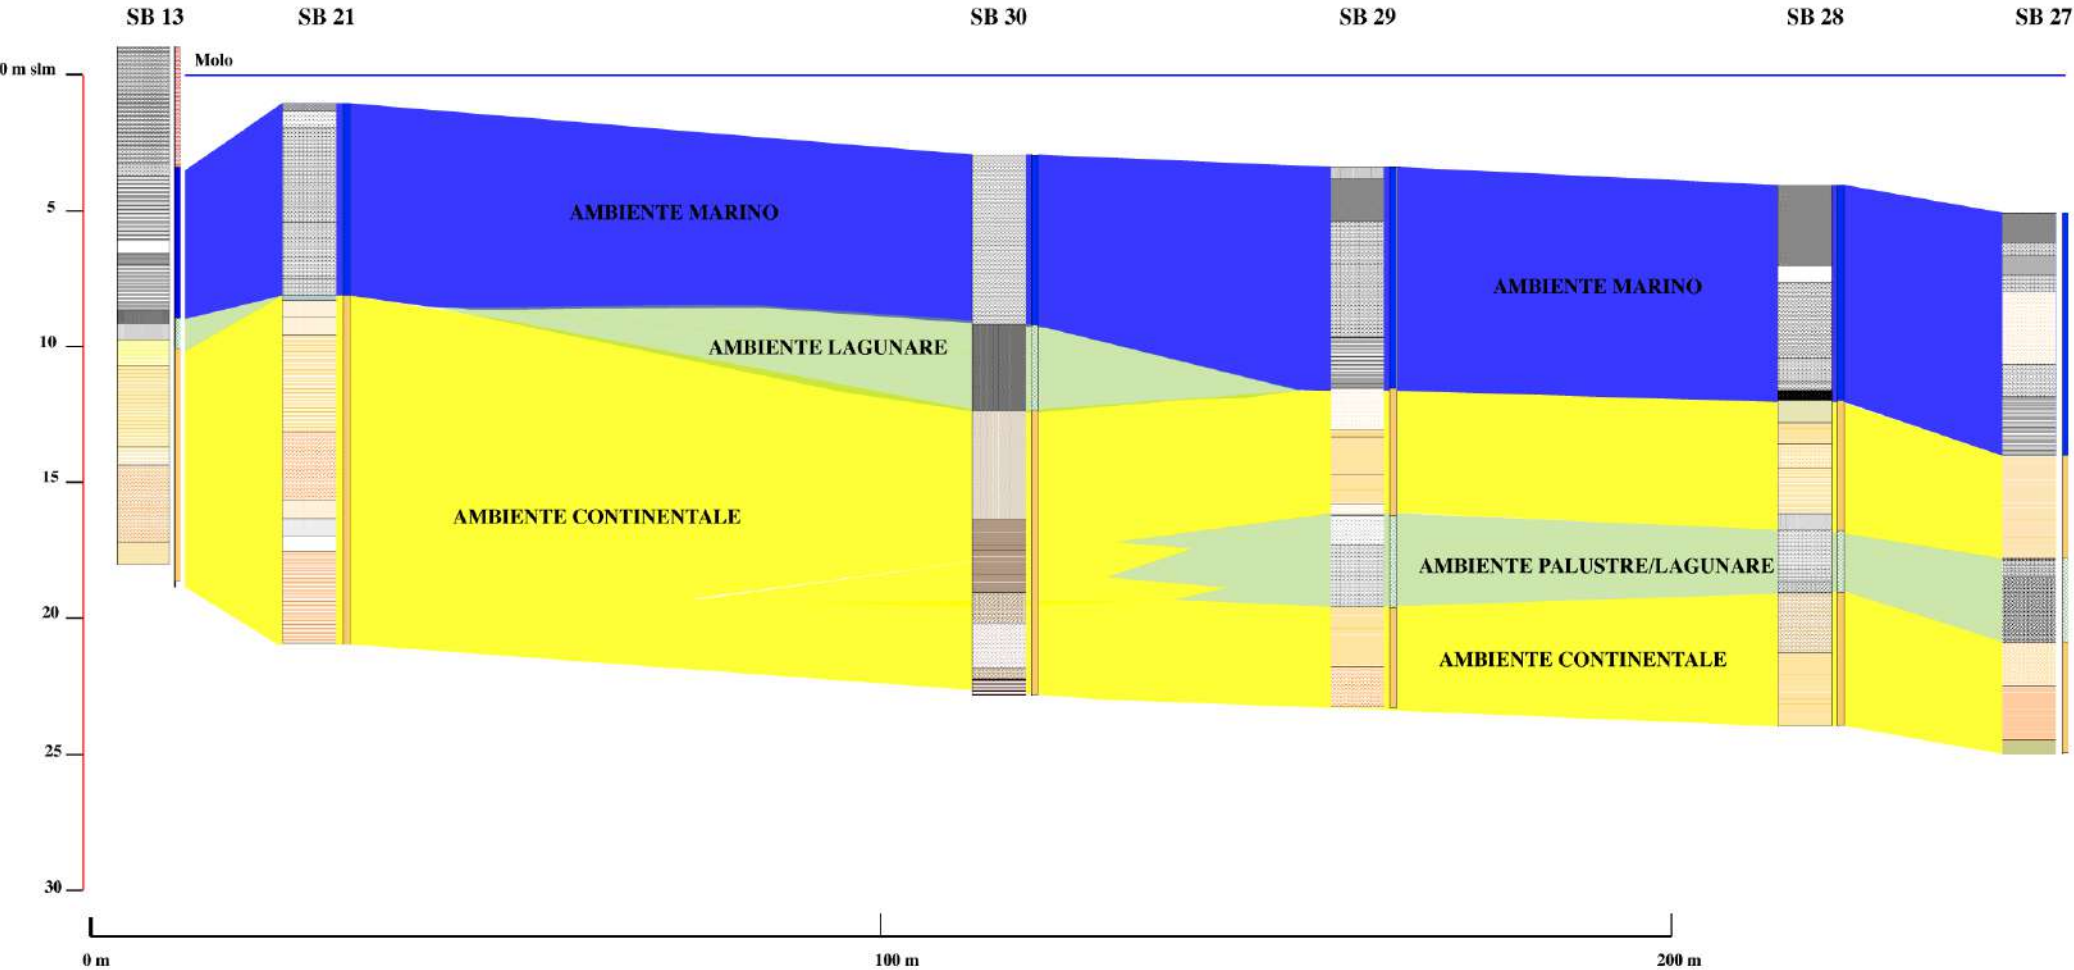 SB 13 SB 21 SB 30 SB 29 SB 28 SB 27
Molo
0 m slm
5
AMBIENTE MARINO
AMBIENTE MARINO
10
AMBIENTE LAGUNARE
15
AMBIENTE CONTINENTALE
AMBIENTE PALUSTRE/LAGUNARE
20
AMBIENTE CONTINENTALE
25
30
0 m 100 m 200 m